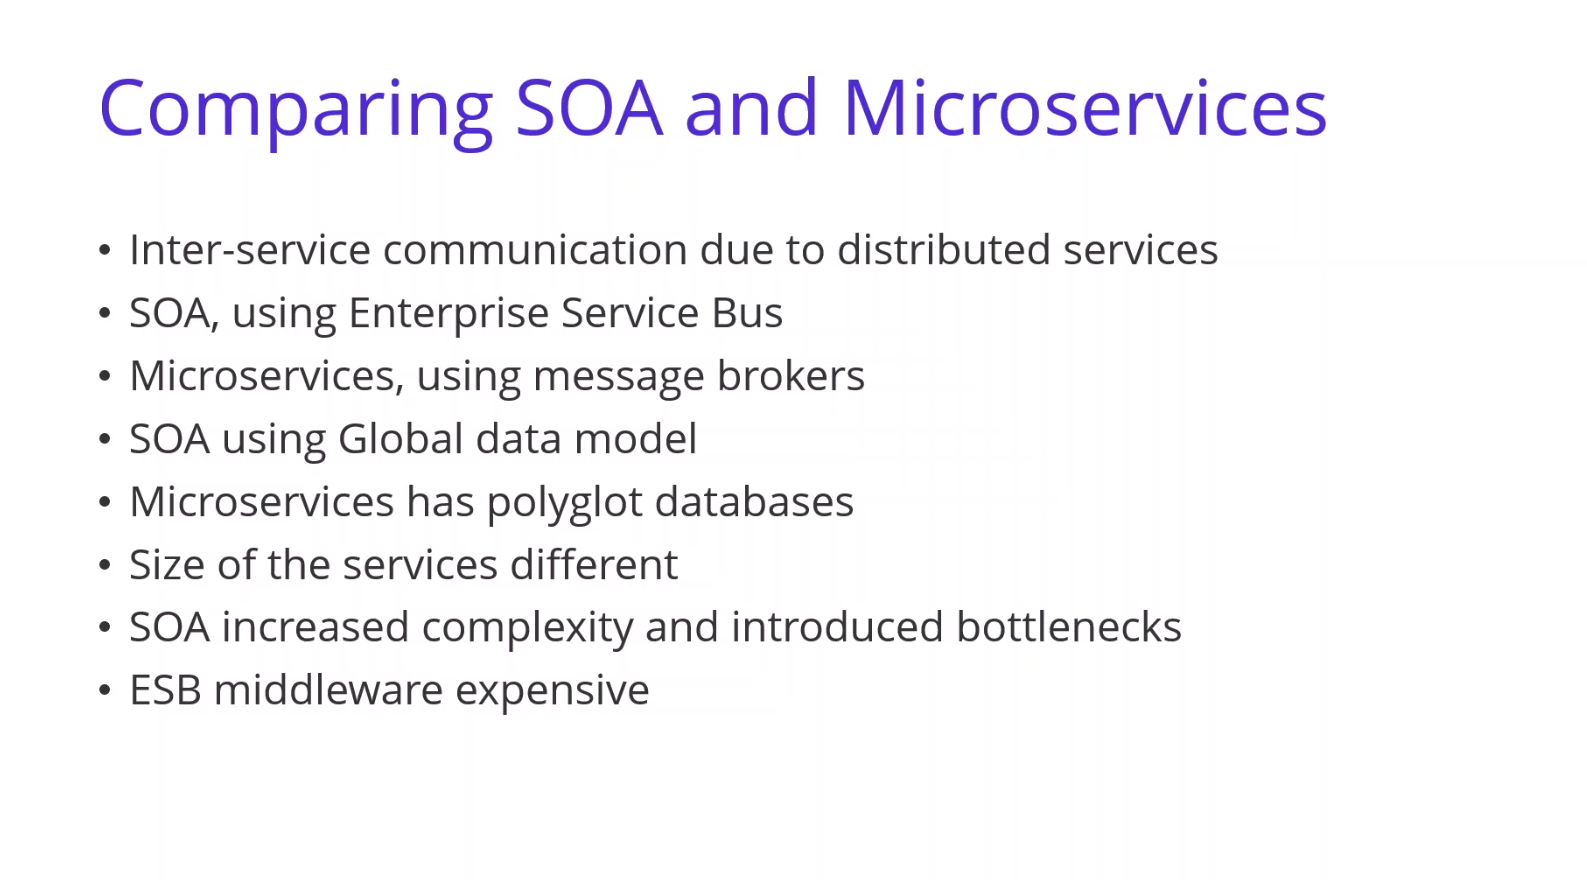 Comparing SOA and Microservices
• Inter-service communication due to distributed services
• SOA, using Enterprise Service Bus
• Microservices, using message brokers
• SOA using Global data model
• Microservices has polyglot databases
• Size of the services different
• SOA increased complexity and introduced bottlenecks
• ESB middleware expensive